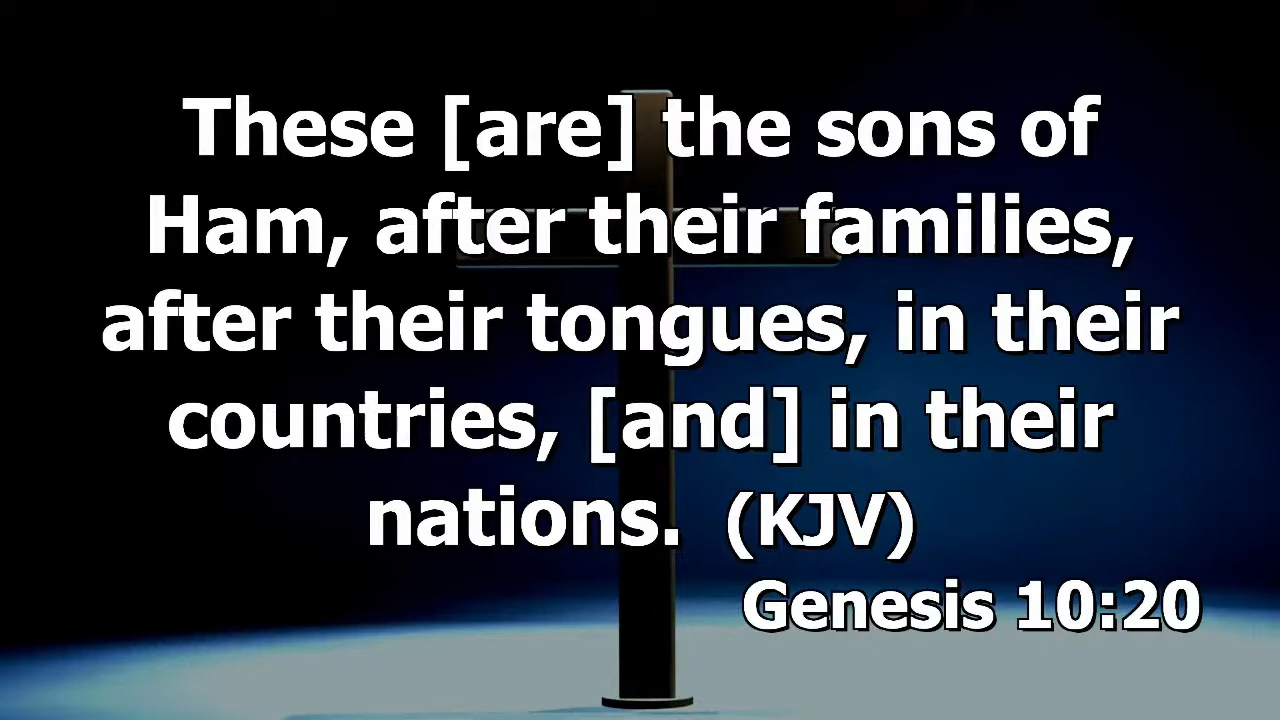 These [are] the sons of
Ham, after their families,
after their tongues, in their
countries, [and] in their
nations. (KJV)
Genesis 10:20